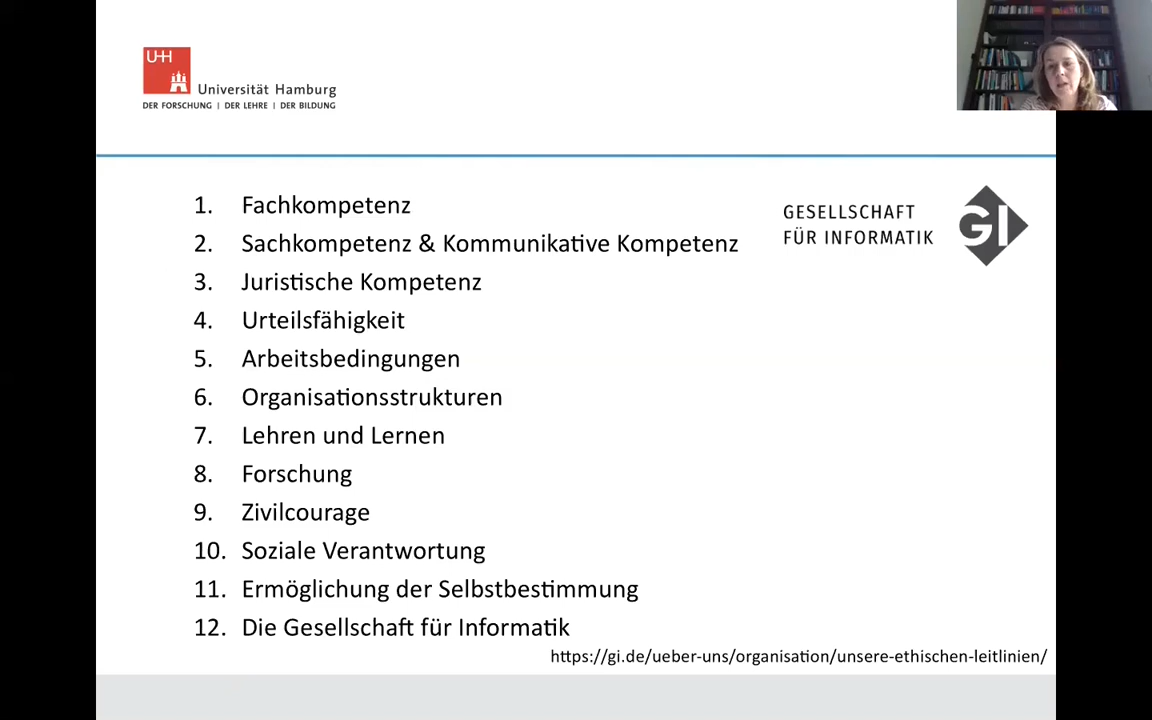 UH
Universität Hamburg
DER FORSCHUNG | DER LEHRE | DER BILDUNG
GESELLSCHAFT
FÜR INFORMATIK
GI
1. Fachkompetenz
2. Sachkompetenz & Kommunikative Kompetenz
3. Juristische Kompetenz
4. Urteilsfähigkeit
5. Arbeitsbedingungen
6. Organisationsstrukturen
7. Lehren und Lernen
8. Forschung
9. Zivilcourage
10. Soziale Verantwortung
11. Ermöglichung der Selbstbestimmung
12. Die Gesellschaft für Informatik
https://gi.de/ueber-uns/organisation/unsere-ethischen-leitlinien/